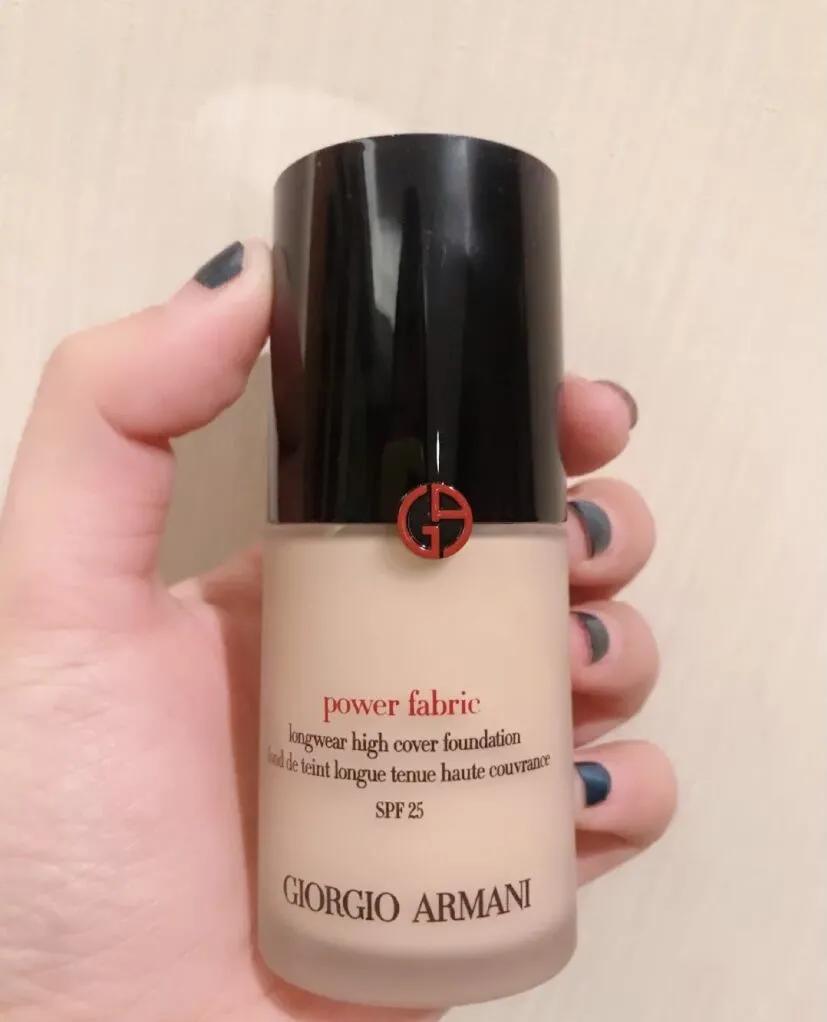 power fabric
longwear high cover foundation
fond de teint longue tenue haute couvrance
SPF 25
GIORGIO ARMANI